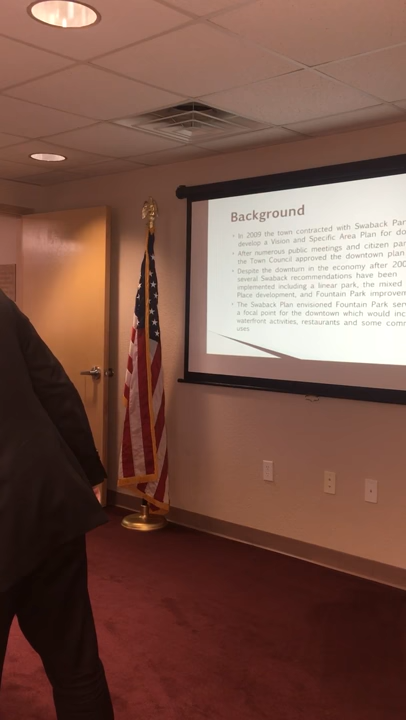 Background
In 2009 the town contracted with Swaback Par
develop a Vision and Specific Area Plan for do
After numerous public meetings and citizen par
the Town Council approved the downtown plan
Despite the downturn in the economy after 200
several Swaback recommendations have been
implemented including a linear park, the mixed
Place development, and Fountain Park improvem
The Swaback Plan envisioned Fountain Park ser
a focal point for the downtown which would inc
waterfront activities, restaurants and some com
uses